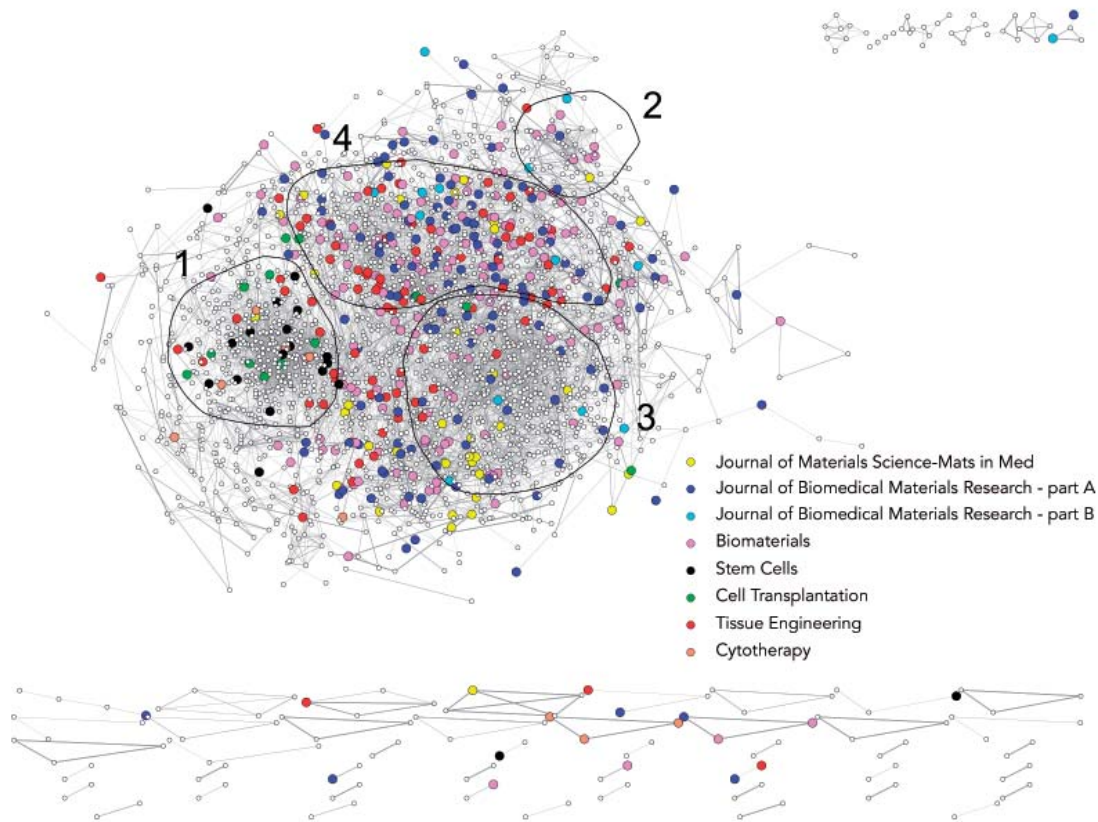 2
4
1
3
Journal of Materials Science-Mats in Med
Journal of Biomedical Materials Research - part A
Journal of Biomedical Materials Research - part B
Biomaterials
Stem Cells
Cell Transplantation
Tissue Engineering
Cytotherapy